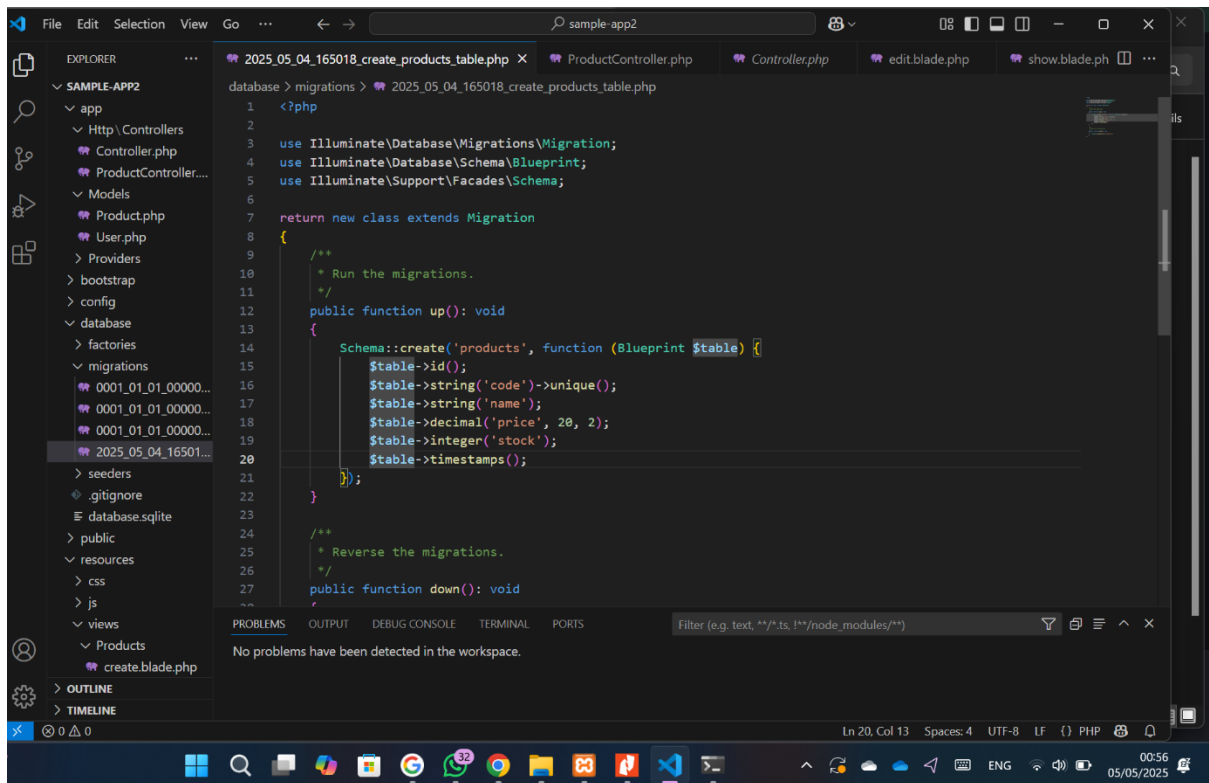 File Edit Selection View Go ··· sample-app2
EXPLORER ···
SAMPLE-APP2
app
Http\Controllers
Controller.php
ProductController....
Models
Product.php
User.php
Providers
bootstrap
config
database
factories
migrations
0001_01_01_00000...
0001_01_01_00000...
0001_01_01_00000...
2025_05_04_16501...
seeders
.gitignore
database.sqlite
public
resources
css
js
views
Products
create.blade.php
OUTLINE
TIMELINE
2025_05_04_165018_create_products_table.php ProductController.php Controller.php edit.blade.php show.blade.ph ···
database > migrations > 2025_05_04_165018_create_products_table.php
1 <?php
2
3 use Illuminate\Database\Migrations\Migration;
4 use Illuminate\Database\Schema\Blueprint;
5 use Illuminate\Support\Facades\Schema;
6
7 return new class extends Migration
8 {
9 /**
10 * Run the migrations.
11 */
12 public function up(): void
13 {
14 Schema::create('products', function (Blueprint $table) {
15 $table->id();
16 $table->string('code')->unique();
17 $table->string('name');
18 $table->decimal('price', 20, 2);
19 $table->integer('stock');
20 $table->timestamps();
21 });
22 }
23
24 /**
25 * Reverse the migrations.
26 */
27 public function down(): void
PROBLEMS OUTPUT DEBUG CONSOLE TERMINAL PORTS Filter (e.g. text, **/*.ts, !**/node_modules/**)
No problems have been detected in the workspace.
0 0 Ln 20, Col 13 Spaces: 4 UTF-8 LF {} PHP
ils
32
ENG
00:56
05/05/2025